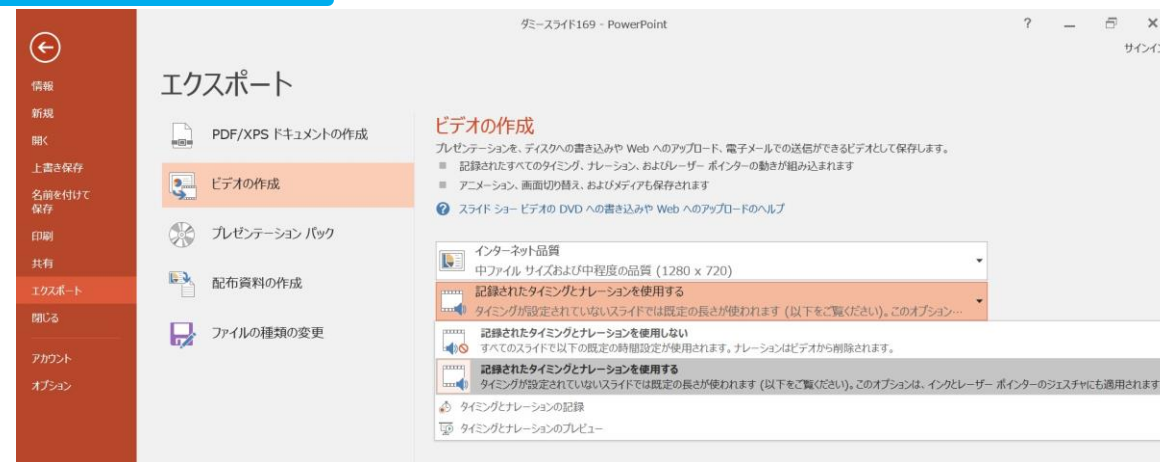 ダミースライド169 - PowerPoint
?
サインイン
情報
新規
開く
上書き保存
名前を付けて
保存
印刷
共有
エクスポート
閉じる
アカウント
オプション
エクスポート
PDF/XPS ドキュメントの作成
ビデオの作成
プレゼンテーション パック
配布資料の作成
ファイルの種類の変更
ビデオの作成
プレゼンテーションを、ディスクへの書き込みや Web へのアップロード、電子メールでの送信ができるビデオとして保存します。
記録されたすべてのタイミング、ナレーション、およびレーザー ポインターの動きが組み込まれます
アニメーション、画面切り替え、およびメディアも保存されます
スライド ショー ビデオの DVD への書き込みや Web へのアップロードのヘルプ
インターネット品質
中ファイル サイズおよび中程度の品質 (1280 x 720)
記録されたタイミングとナレーションを使用する
タイミングが設定されていないスライドでは既定の長さが使われます (以下をご覧ください)。このオプション…
記録されたタイミングとナレーションを使用しない
すべてのスライドで以下の既定の時間設定が使用されます。ナレーションはビデオから削除されます。
記録されたタイミングとナレーションを使用する
タイミングが設定されていないスライドでは既定の長さが使われます (以下をご覧ください)。このオプションは、インクとレーザー ポインターのジェスチャにも適用されます
タイミングとナレーションの記録
タイミングとナレーションのプレビュー